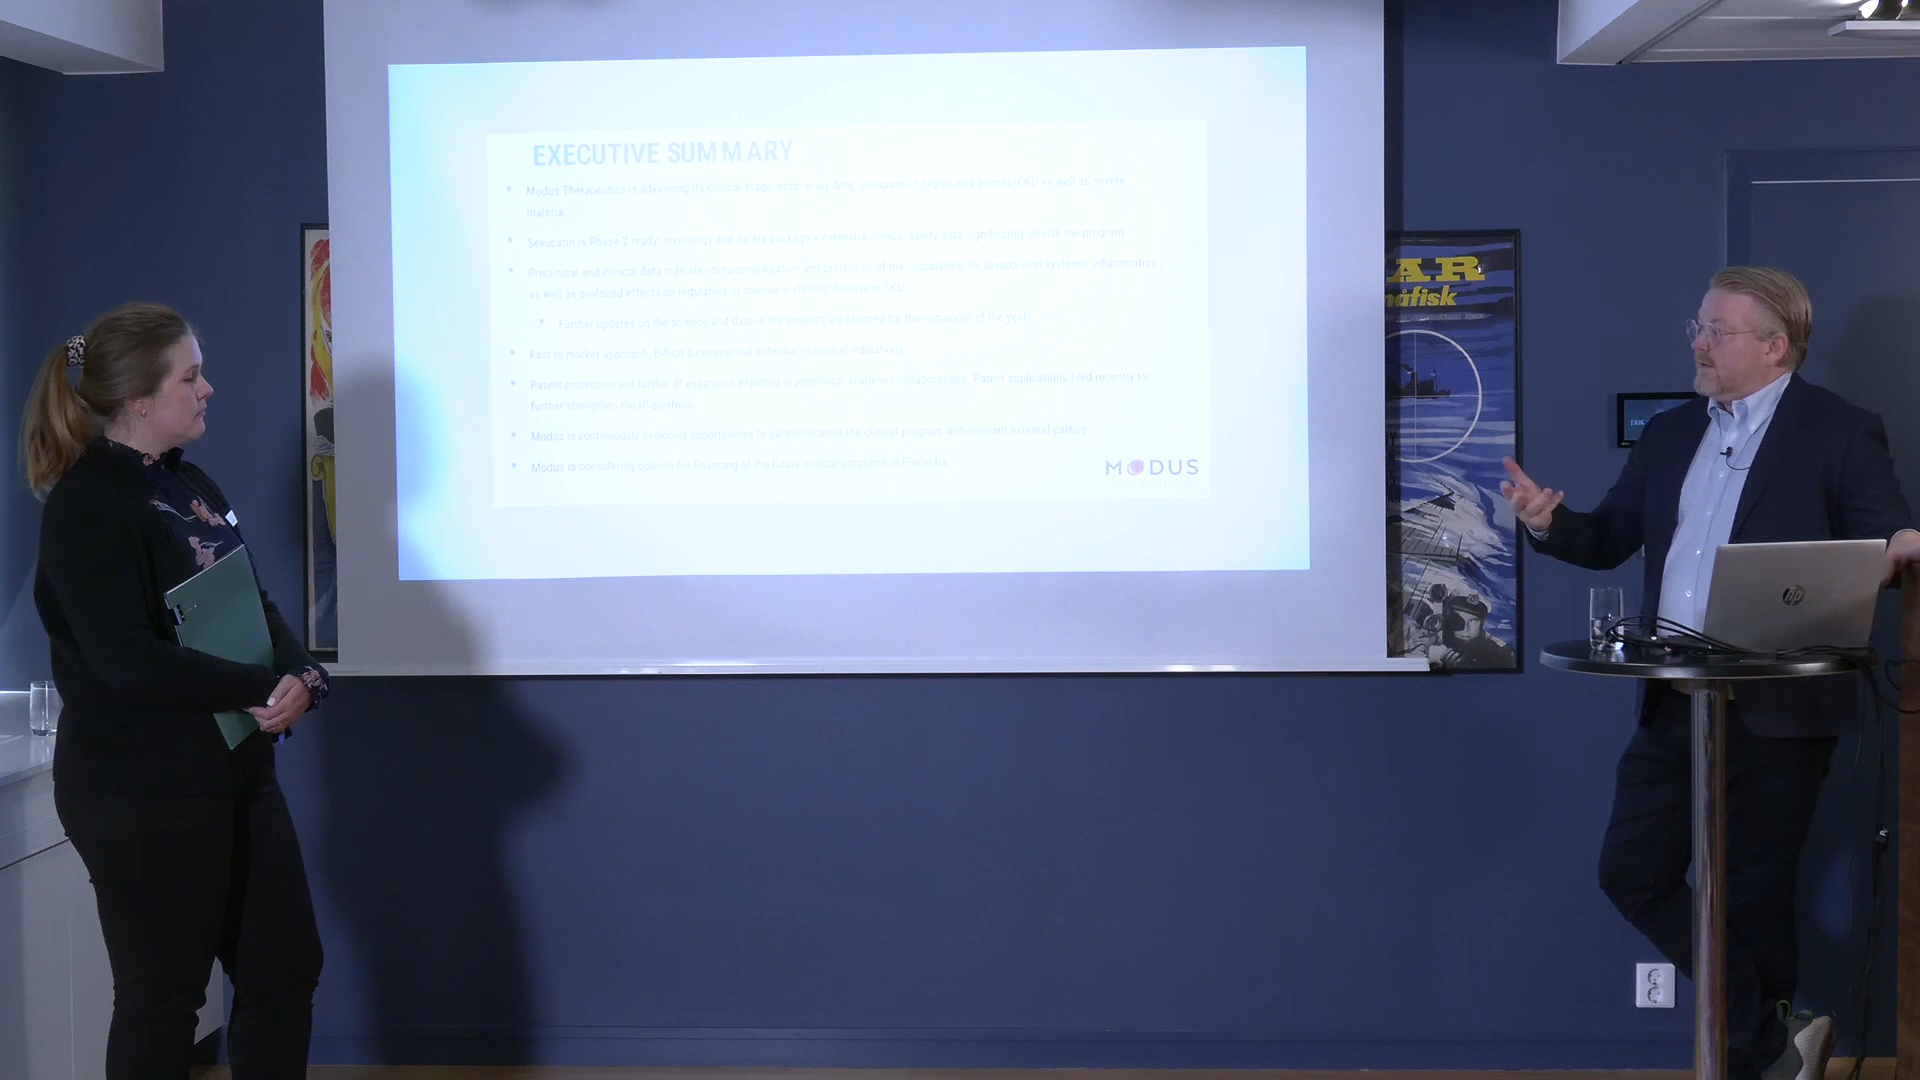 EXECUTIVE SUMMARY
Modus Therapeutics is advancing its clinical stage, proprietary drug, sevuparin in sepsis and anemia, CKD as well as severe
malaria.
Sevuparin is Phase 2 ready: toxicology and safety package + extensive clinical safety data significantly de-risk the program.
Preclinical and clinical data indicate immunomodulation and protection of the vasculature for sevuparin in systemic inflammation,
as well as profound effects on regulators of anemia in chronic disease ie CKD.
Further updates on the science and data in the projects are planned for the remainder of the year.
Fast to market approach. Billion $ commercial potential in several indications.
Patent protection and further IP expansion explored in preclinical academic collaborations. Patent applications filed recently to
further strengthen the IP portfolio.
Modus is continuously exploring opportunities to partner/license the clinical program with relevant external parties.
Modus is considering options for financing of the future clinical programs in Phase IIa.
MODUS
THERAPEUTICS
AR
håfisk
hp